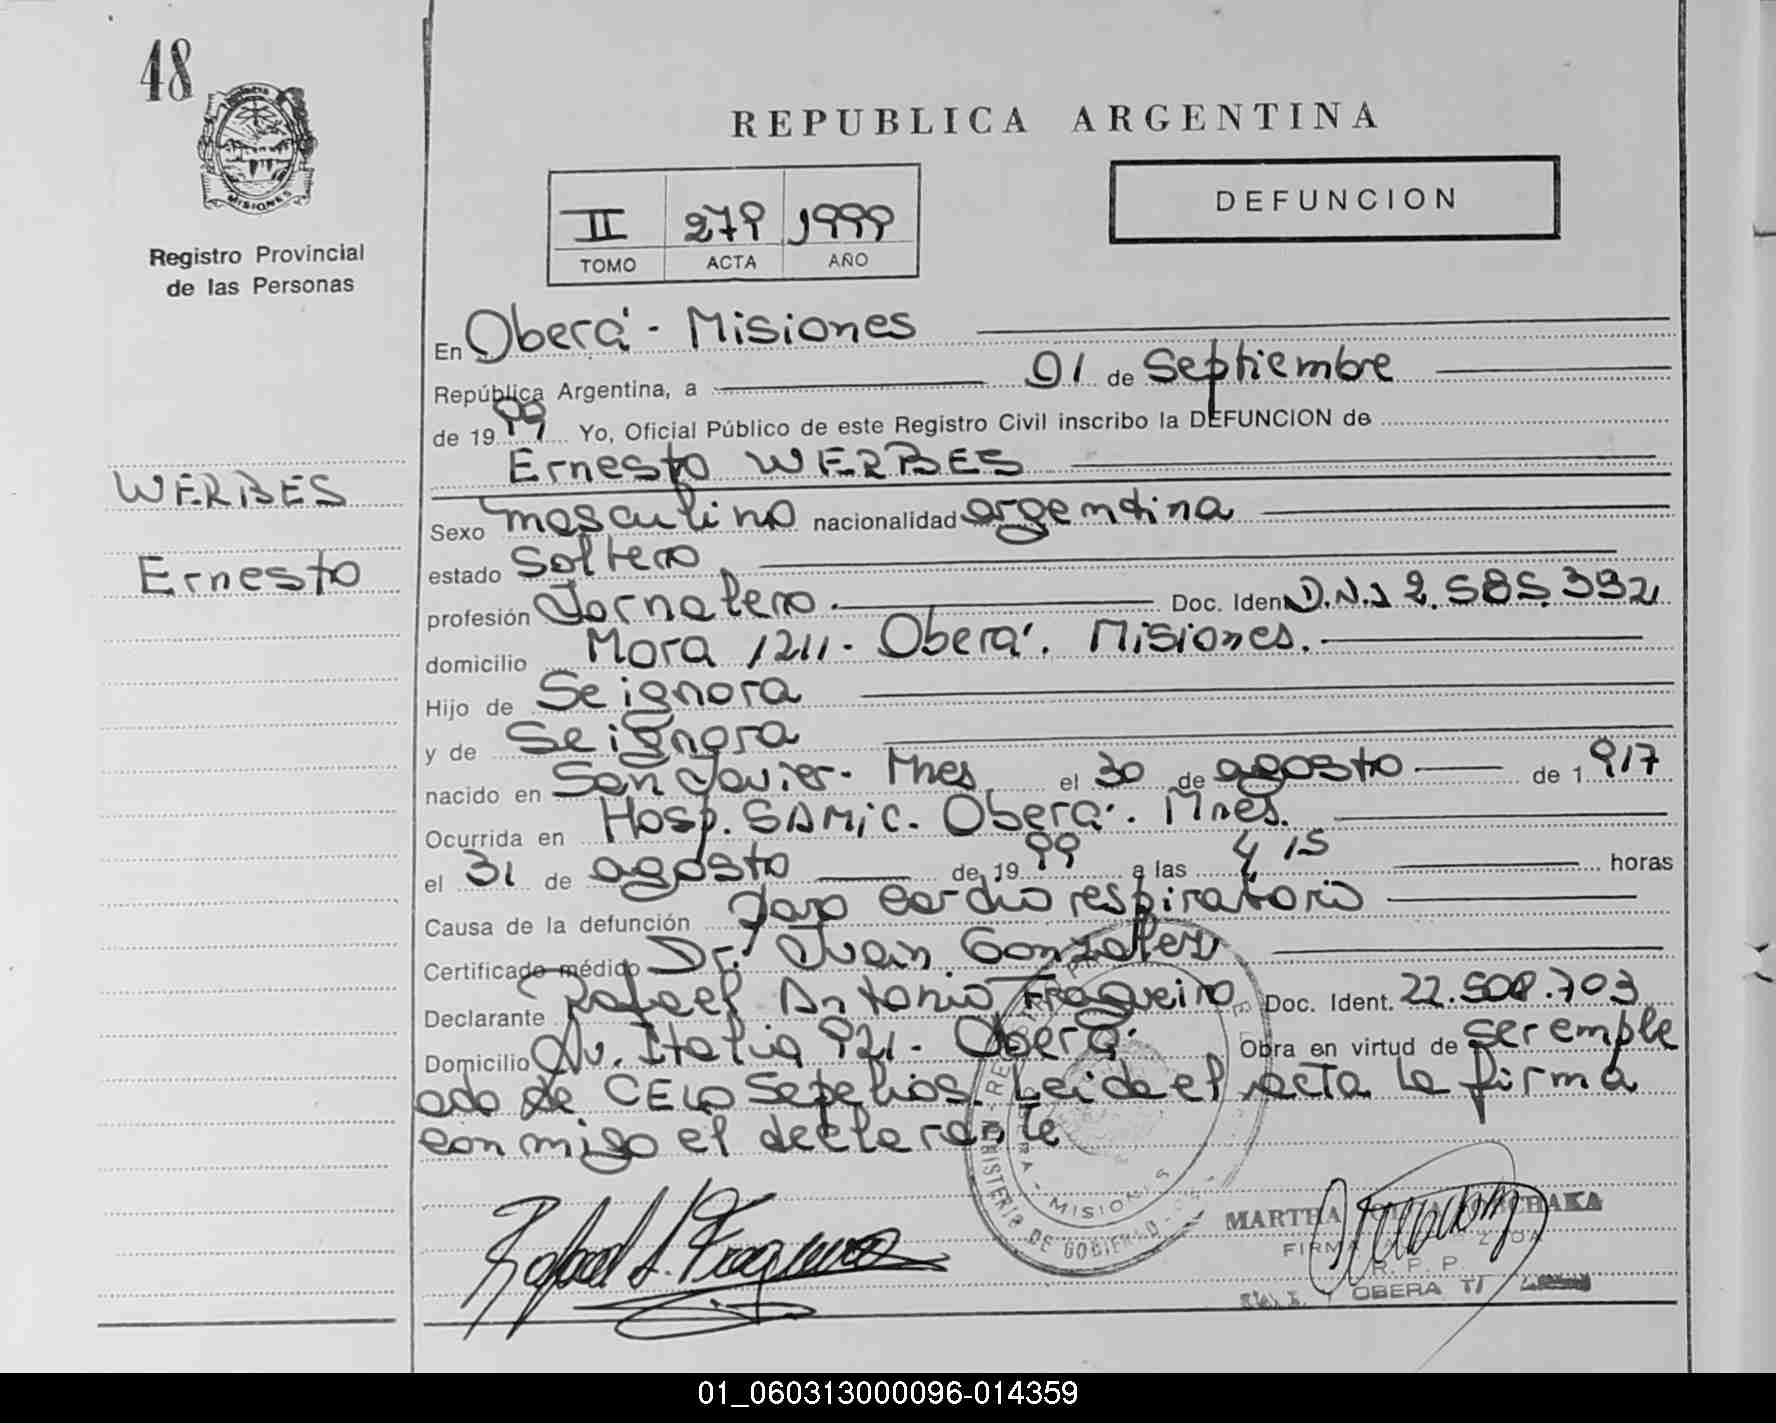 48
REPUBLICA ARGENTINA
MISIONES
Registro Provincial
de las Personas
II 279 1999
TOMO ACTA AÑO
DEFUNCION
En Oberá - Misiones
República Argentina, a 01 de Septiembre
de 1999 Yo, Oficial Público de este Registro Civil inscribo la DEFUNCION de
Ernesto WERBES
WERBES
Ernesto
Sexo masculino nacionalidad argentina
estado Soltero
profesión Jornalero. Doc. Iden D.N.I 2.585.392
domicilio Mora 1211. Oberá. Misiones.
Hijo de Se ignora
y de Se ignora
nacido en San Javier. Mnes el 30 de agosto de 1917
Ocurrida en Hosp. SAMIC. Oberá. Mnes.
el 31 de agosto de 1999 a las 4 15 horas
Causa de la defunción paro cardio respiratorio
Certificado médico Dr. Juan Gonzalez
Declarante Rafael Antonio Fragueiro Doc. Ident. 22.508.703
Domicilio Av. Italia 921. Oberá. Obra en virtud de ser emple
ado de CELO Sepelios. Leida el acta la firma
conmigo el declarante
MISIONES
MINISTERIO DE GOBIERNO
MARTHA
FIRMA
R. P. P.
OBERA
01_060313000096-014359